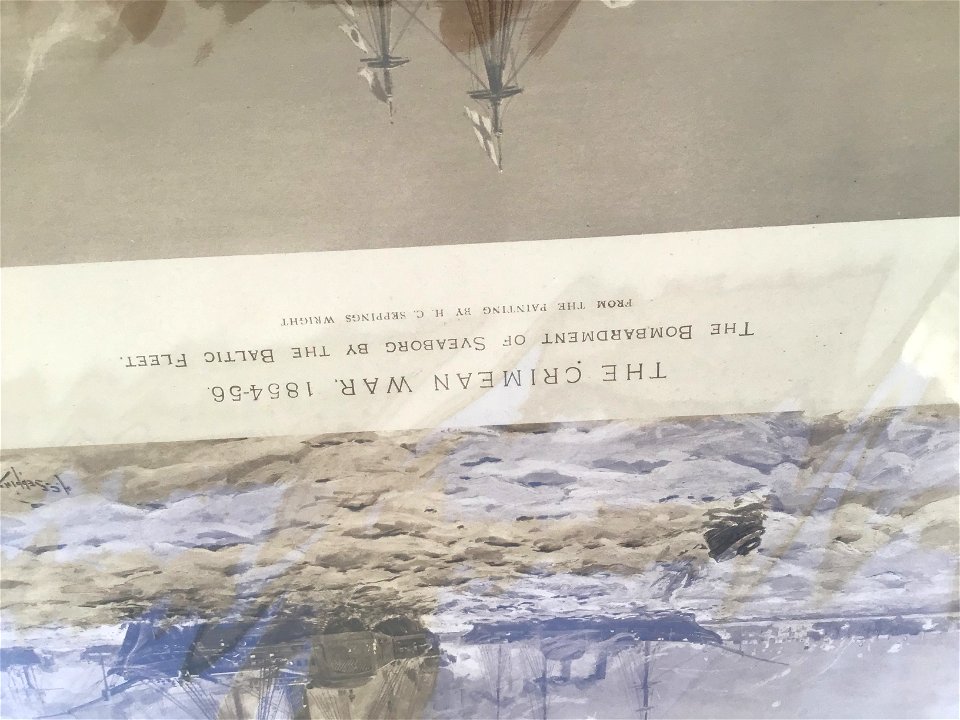 THE CRIMEAN WAR, 1854-56.
THE BOMBARDMENT OF SVEABORG BY THE BALTIC FLEET.
FROM THE PAINTING BY H. C. SEPPINGS WRIGHT